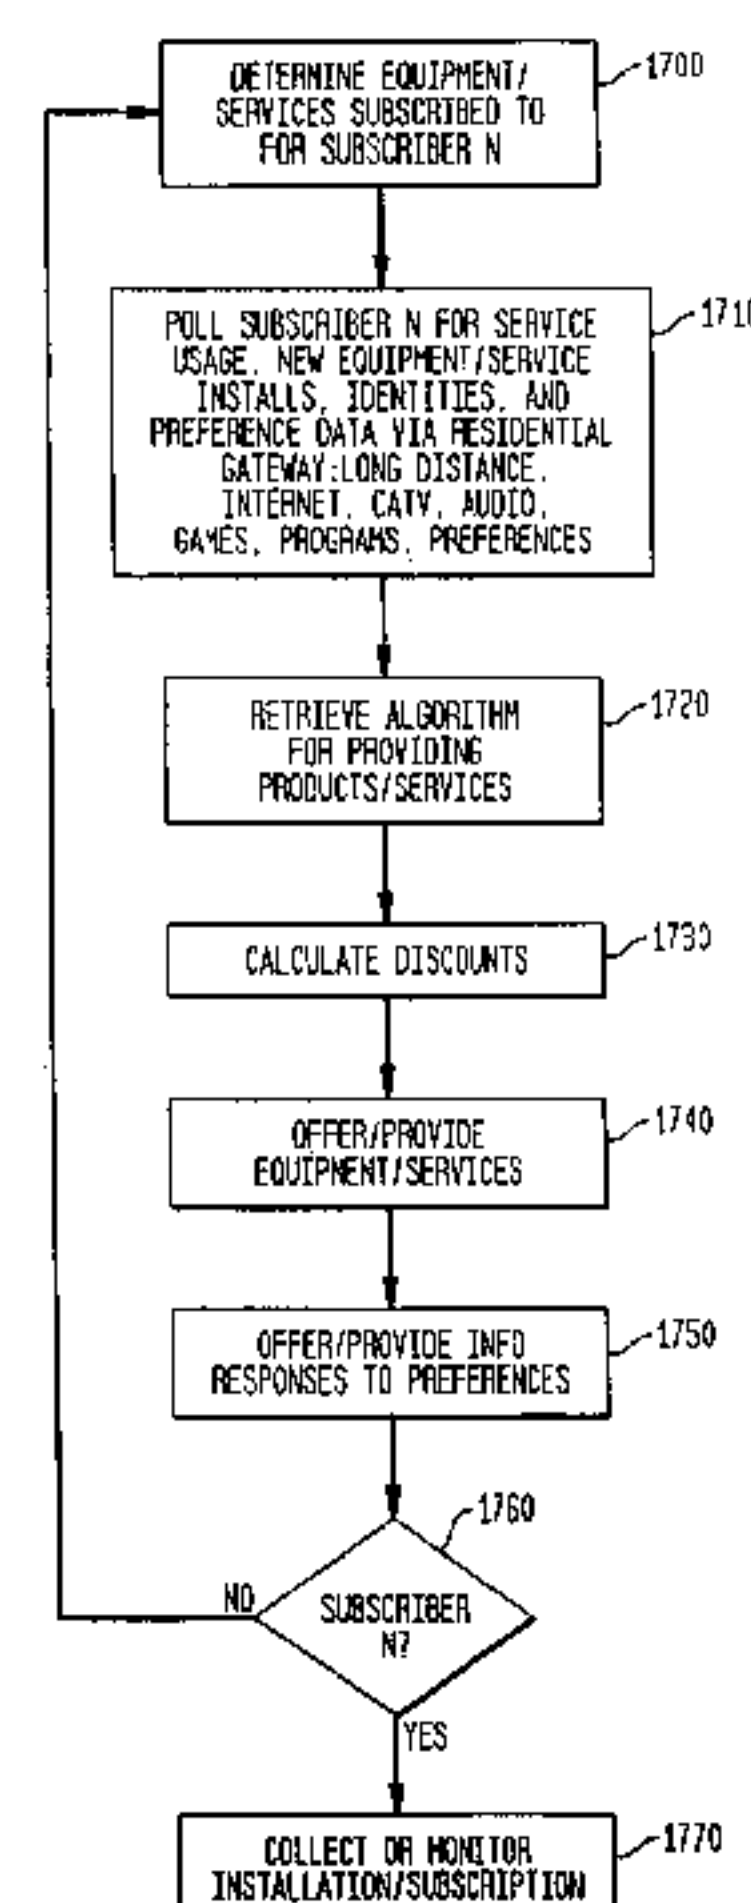 DETERMINE EQUIPMENT/
SERVICES SUBSCRIBED TO
FOR SUBSCRIBER N
1700
POLL SUBSCRIBER N FOR SERVICE
USAGE, NEW EQUIPMENT/SERVICE
INSTALLS, IDENTITIES, AND
PREFERENCE DATA VIA RESIDENTIAL
GATEWAY:LONG DISTANCE,
INTERNET, CATV, AUDIO,
GAMES, PROGRAMS, PREFERENCES
1710
RETRIEVE ALGORITHM
FOR PROVIDING
PRODUCTS/SERVICES
1720
CALCULATE DISCOUNTS
1730
OFFER/PROVIDE
EQUIPMENT/SERVICES
1740
OFFER/PROVIDE INFO
RESPONSES TO PREFERENCES
1750
1760
NO
SUBSCRIBER
N?
YES
COLLECT OR MONITOR
INSTALLATION/SUBSCRIPTION
1770